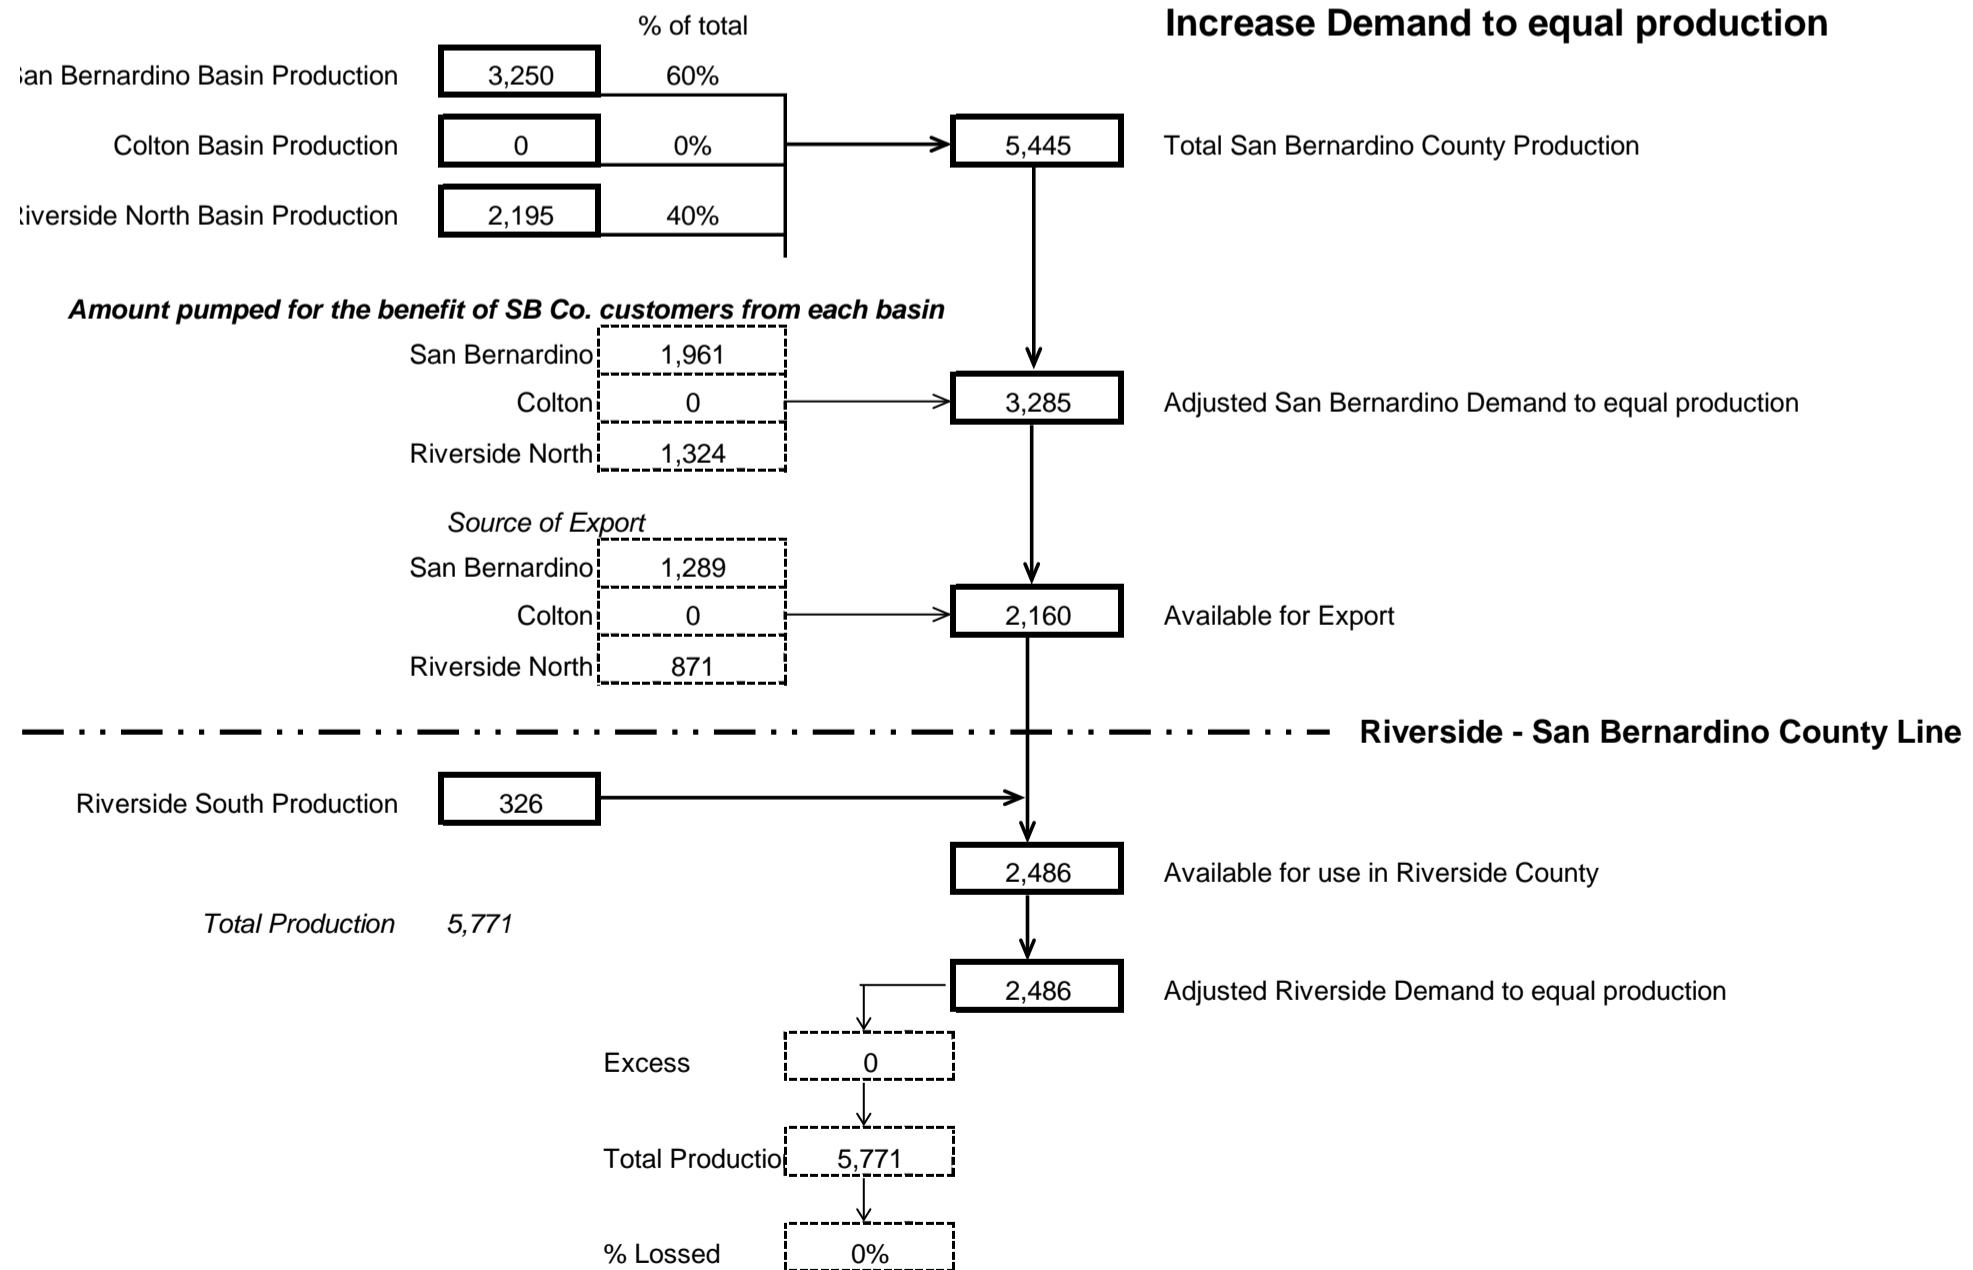 % of total
Increase Demand to equal production
an Bernardino Basin Production 3,250 60%
Colton Basin Production 0 0% 5,445 Total San Bernardino County Production
iverside North Basin Production 2,195 40%
Amount pumped for the benefit of SB Co. customers from each basin
San Bernardino 1,961
Colton 0 3,285 Adjusted San Bernardino Demand to equal production
Riverside North 1,324
Source of Export
San Bernardino 1,289
Colton 0 2,160 Available for Export
Riverside North 871
Riverside - San Bernardino County Line
Riverside South Production 326
2,486 Available for use in Riverside County
Total Production 5,771
2,486 Adjusted Riverside Demand to equal production
Excess 0
Total Productio 5,771
% Lossed 0%